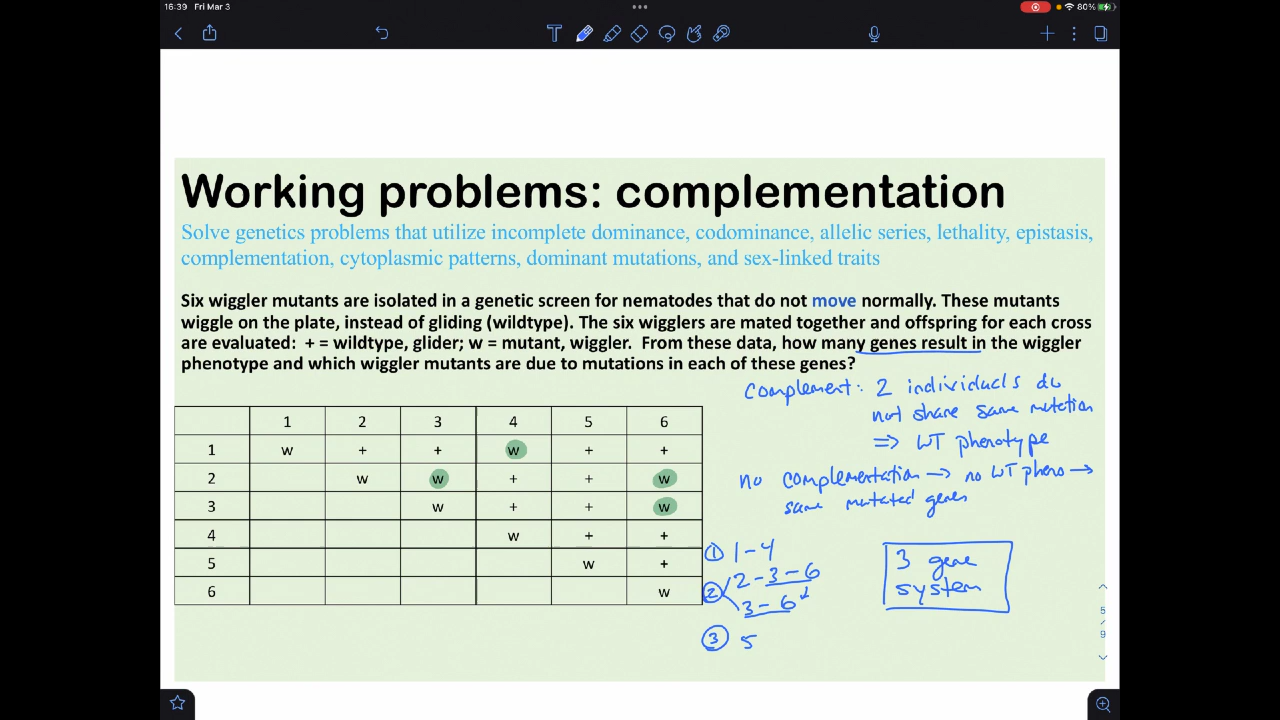 16:39 Fri Mar 3
80%
Working problems: complementation
Solve genetics problems that utilize incomplete dominance, codominance, allelic series, lethality, epistasis,
complementation, cytoplasmic patterns, dominant mutations, and sex-linked traits
Six wiggler mutants are isolated in a genetic screen for nematodes that do not move normally. These mutants
wiggle on the plate, instead of gliding (wildtype). The six wigglers are mated together and offspring for each cross
are evaluated: + = wildtype, glider; w = mutant, wiggler. From these data, how many genes result in the wiggler
phenotype and which wiggler mutants are due to mutations in each of these genes?
complement: 2 individuals do
not share same mutation
⇒ WT phenotype
no complementation → no WT pheno →
same mutated genes
1 2 3 4 5 6
1 w + + w + +
2 w w + + w
3 w + + w
4 w + +
5 w +
6 w
① 1-4
② 2-3-6
3-6
③ 5
3 gene
system
5
/
9